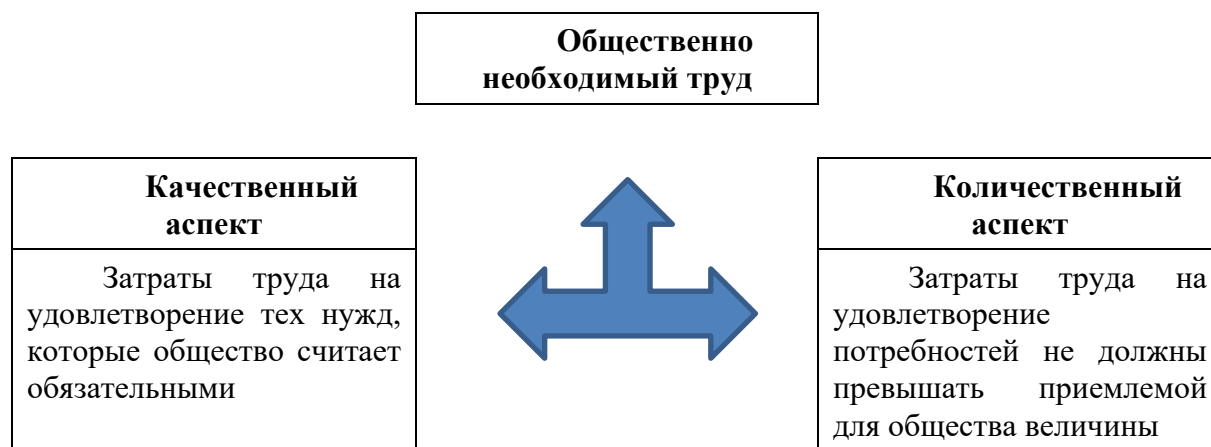 Общественно
необходимый труд
Качественный
аспект
Затраты труда на
удовлетворение тех нужд,
которые общество считает
обязательными
Количественный
аспект
Затраты труда на
удовлетворение
потребностей не должны
превышать приемлемой
для общества величины